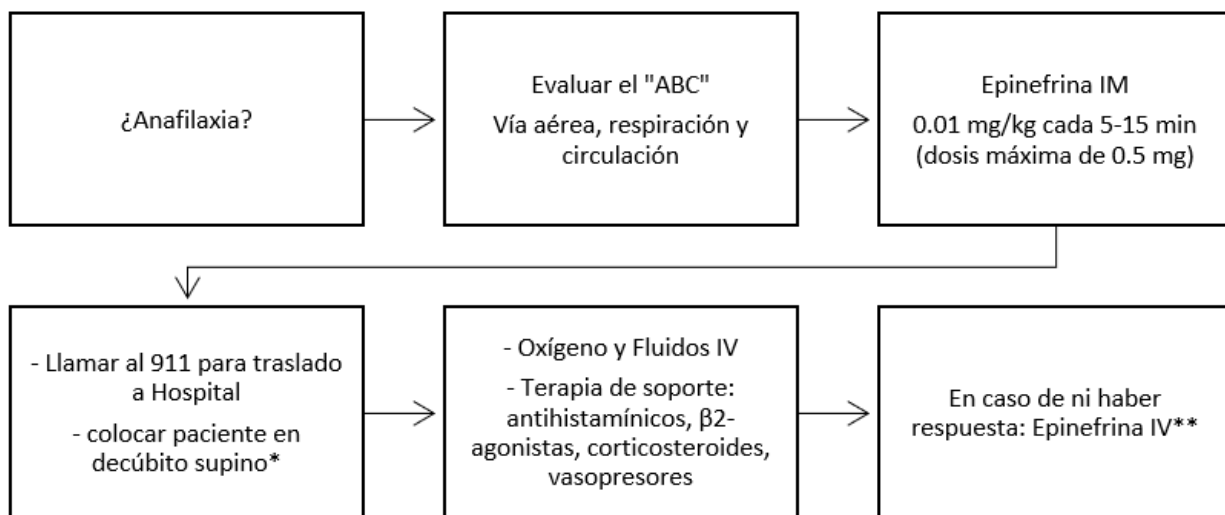 ¿Anafilaxia?
Evaluar el "ABC"
Vía aérea, respiración y
circulación
Epinefrina IM
0.01 mg/kg cada 5-15 min
(dosis máxima de 0.5 mg)
- Llamar al 911 para traslado
a Hospital
- colocar paciente en
decúbito supino*
- Oxígeno y Fluidos IV
- Terapia de soporte:
antihistamínicos, β2-
agonistas, corticosteroides,
vasopresores
En caso de ni haber
respuesta: Epinefrina IV**